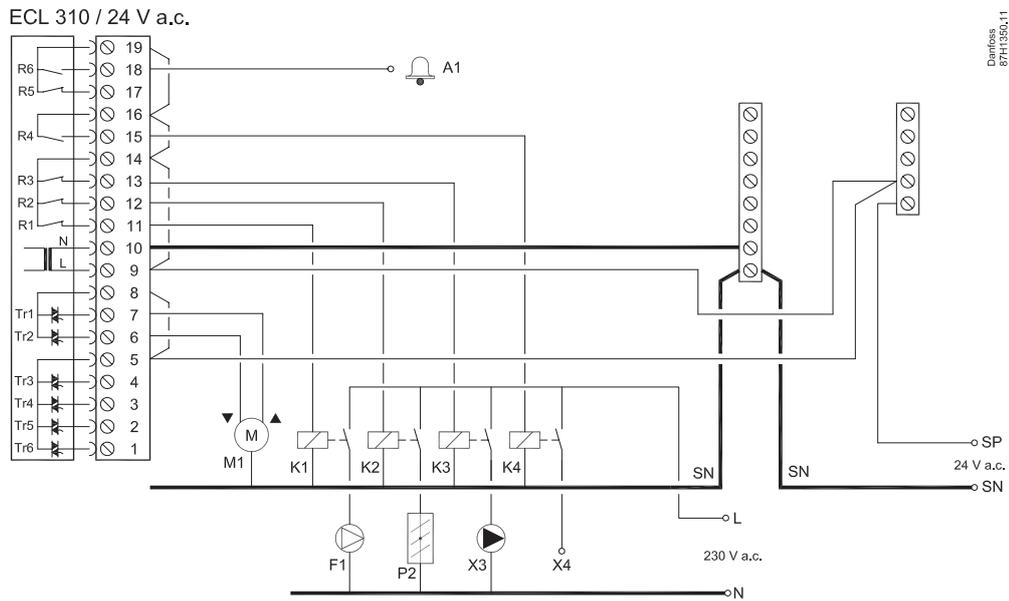 ECL 310 / 24 V a.c.
Danfoss
87H1350.11
19
R6 18 A1
R5 17
16
R4 15
14
R3 13
R2 12
R1 11
N 10
L 9
8
Tr1 7
Tr2 6
5
Tr3 4
Tr4 3
Tr5 2
Tr6 1
M
M1 K1 K2 K3 K4
SP
24 V a.c.
SN SN SN
L
230 V a.c.
F1 P2 X3 X4
N